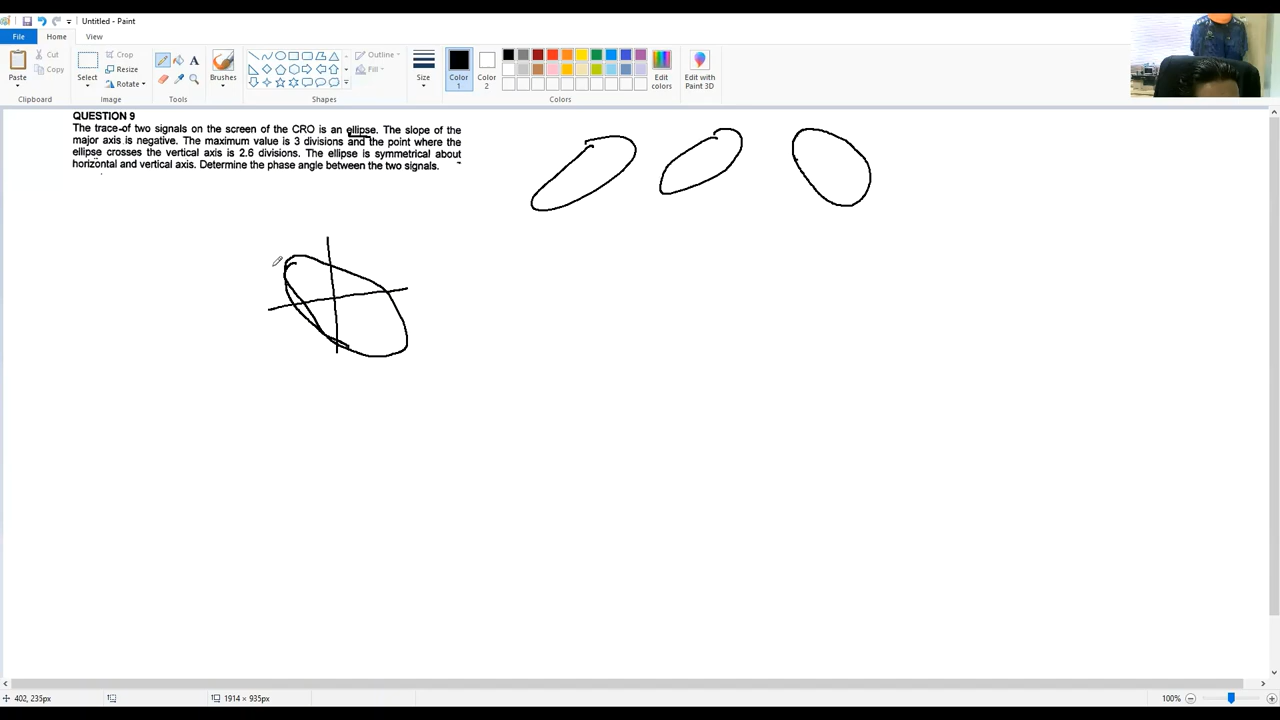 Untitled - Paint
File Home View
Paste
Cut
Copy
Clipboard
Select
Crop
Resize
Rotate
Image
A
Tools
Brushes
Outline
Fill
Shapes
Size
Color 1
Color 2
Edit colors
Colors
Edit with Paint 3D
QUESTION 9
The trace of two signals on the screen of the CRO is an ellipse. The slope of the
major axis is negative. The maximum value is 3 divisions and the point where the
ellipse crosses the vertical axis is 2.6 divisions. The ellipse is symmetrical about
horizontal and vertical axis. Determine the phase angle between the two signals.
402, 235px
1914 × 935px
100%